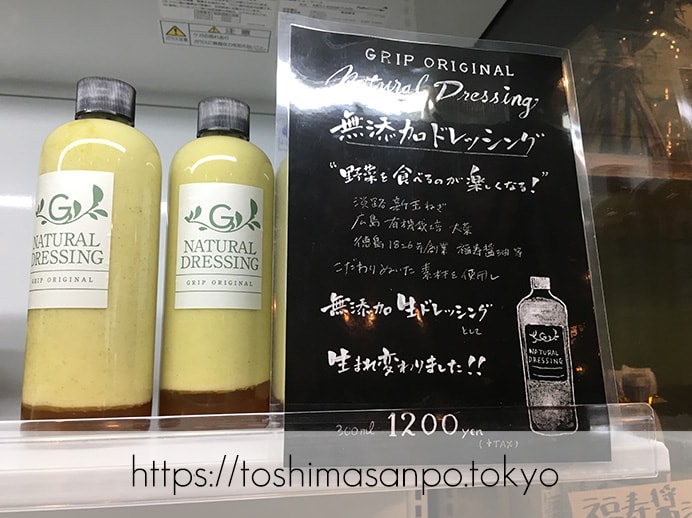 GRIP ORIGINAL
Natural Dressing
無添加ドレッシング
"野菜を食べるのが楽しくなる!"
淡路 新玉ねぎ
広島 有機栽培 大葉
徳島 1826年創業 福寿醤油 等
こだわりぬいた 素材を使用し
無添加生ドレッシング
として
生まれ変わりました!!
300ml 1200 yen
(+TAX)
NATURAL
DRESSING
G
NATURAL
DRESSING
GRIP ORIGINAL
G
NATURAL
DRESSING
GRIP ORIGINAL
https://toshimasanpo.tokyo
福寿醤